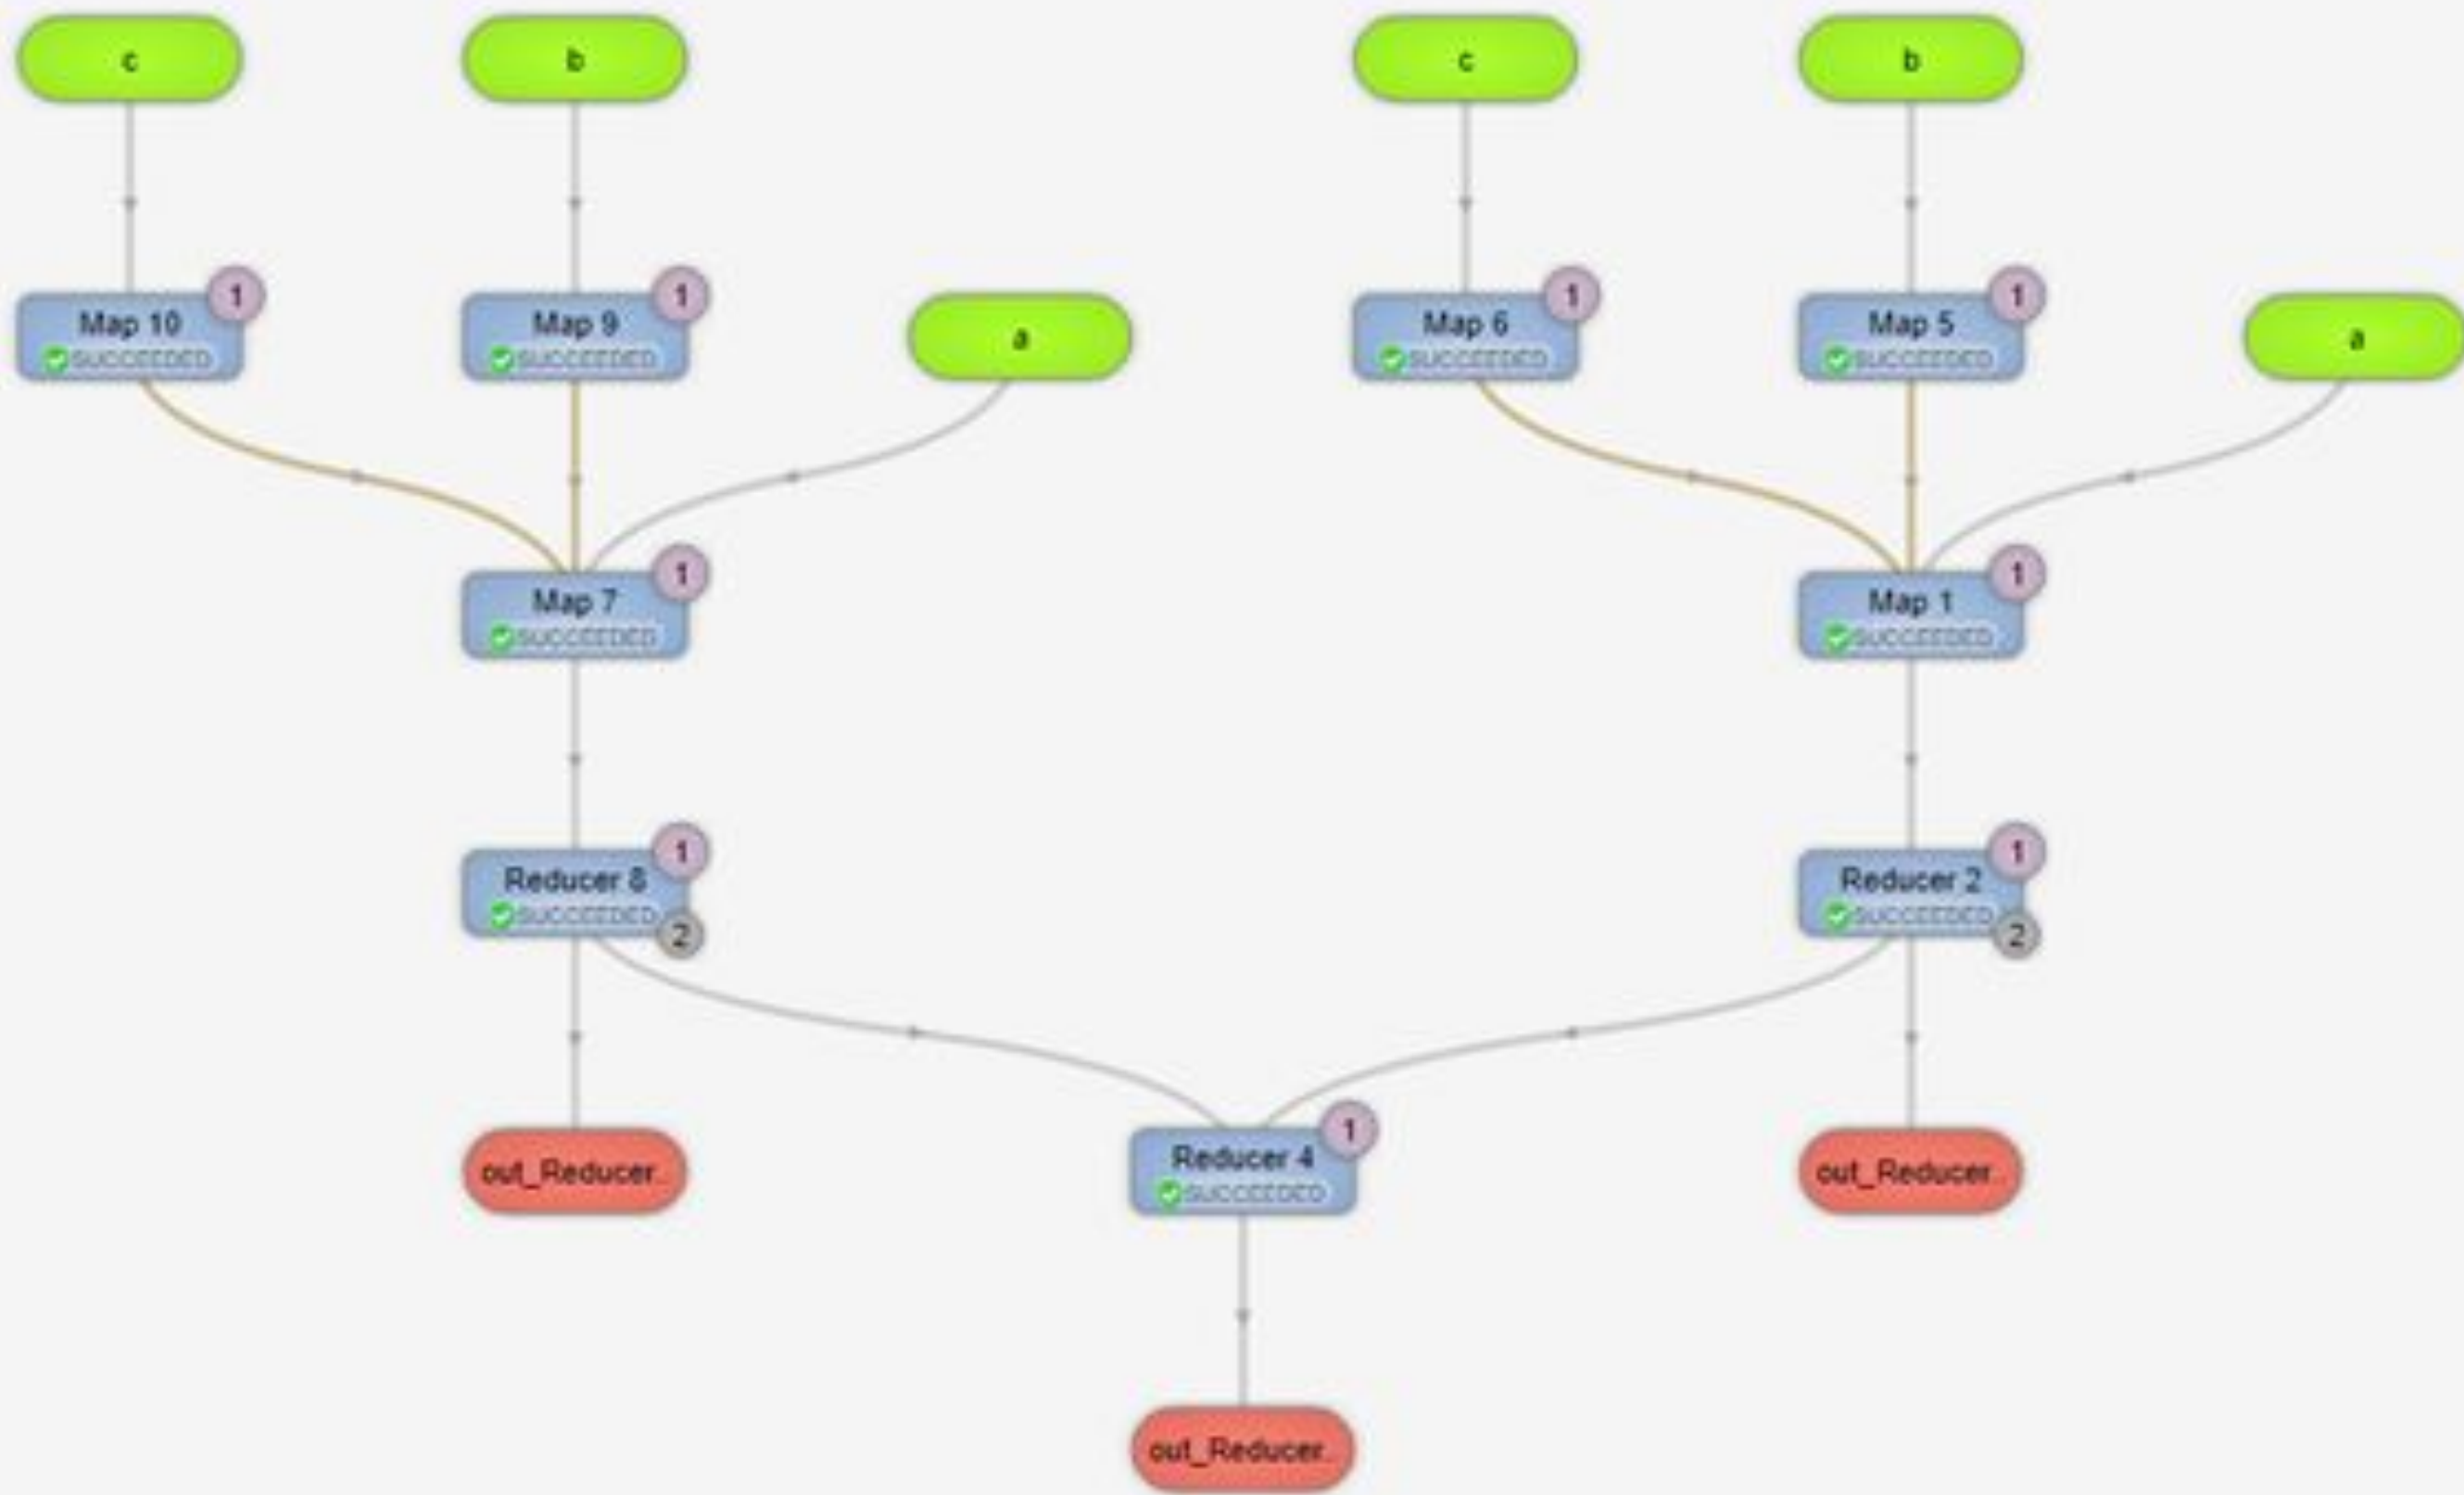 c
b
c
b
1
Map 10
SUCCEEDED
1
Map 9
SUCCEEDED
a
1
Map 6
SUCCEEDED
1
Map 5
SUCCEEDED
a
1
Map 7
SUCCEEDED
1
Map 1
SUCCEEDED
1
Reducer 8
SUCCEEDED
2
1
Reducer 2
SUCCEEDED
2
out_Reducer
1
Reducer 4
SUCCEEDED
out_Reducer
out_Reducer